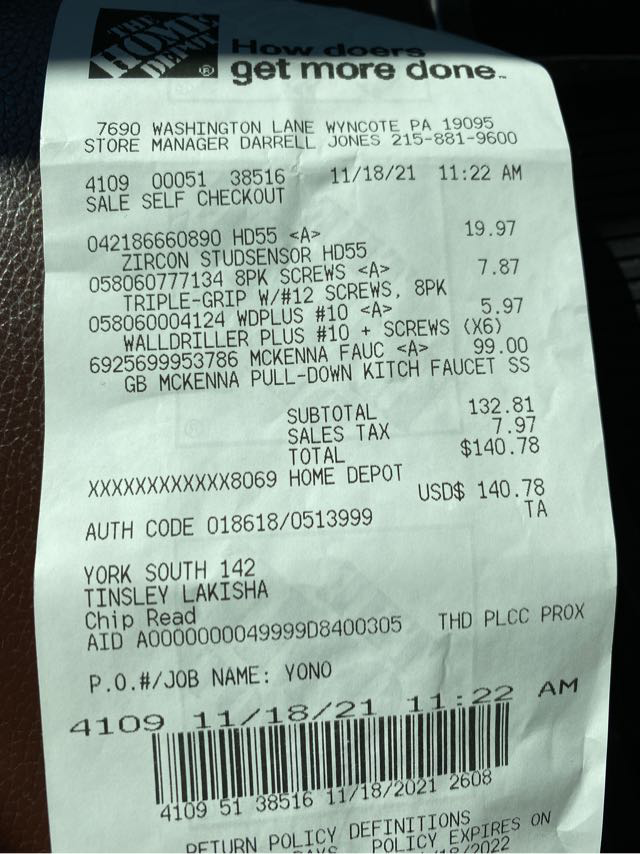 THE
HOME
DEPOT ®
How doers
get more done™
7690 WASHINGTON LANE WYNCOTE PA 19095
STORE MANAGER DARRELL JONES 215-881-9600
4109 00051 38516 11/18/21 11:22 AM
SALE SELF CHECKOUT
042186660890 HD55 <A> 19.97
ZIRCON STUDSENSOR HD55
058060777134 8PK SCREWS <A> 7.87
TRIPLE-GRIP W/#12 SCREWS, 8PK
058060004124 WDPLUS #10 <A> 5.97
WALLDRILLER PLUS #10 + SCREWS (X6)
6925699953786 MCKENNA FAUC <A> 99.00
GB MCKENNA PULL-DOWN KITCH FAUCET SS
SUBTOTAL 132.81
SALES TAX 7.97
TOTAL $140.78
XXXXXXXXXXXX8069 HOME DEPOT
USD$ 140.78
AUTH CODE 018618/0513999 TA
YORK SOUTH 142
TINSLEY LAKISHA
Chip Read
AID A0000000049999D8400305 THD PLCC PROX
P.O.#/JOB NAME: YONO
4109 11/18/21 11:22 AM
4109 51 38516 11/18/2021 2608
RETURN POLICY DEFINITIONS
DAYS POLICY EXPIRES ON